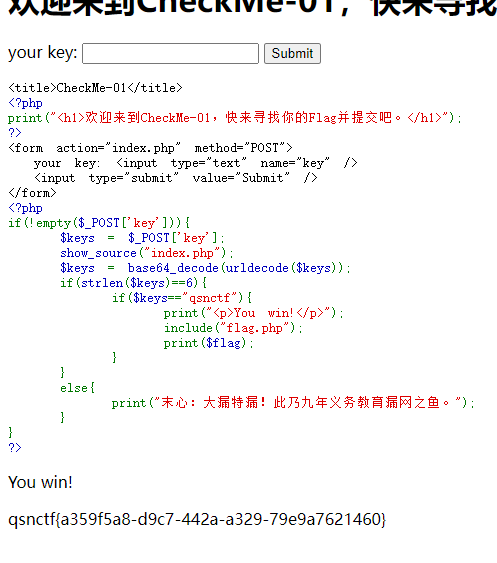 欢迎来到CheckMe-01，快来寻找
your key: Submit
<title>CheckMe-01</title>
<?php
print("<h1>欢迎来到CheckMe-01，快来寻找你的Flag并提交吧。</h1>");
?>
<form action="index.php" method="POST">
your key: <input type="text" name="key" />
<input type="submit" value="Submit" />
</form>
<?php
if(!empty($_POST['key'])){
$keys = $_POST['key'];
show_source("index.php");
$keys = base64_decode(urldecode($keys));
if(strlen($keys)==6){
if($keys=="qsnctf"){
print("<p>You win!</p>");
include("flag.php");
print($flag);
}
}
else{
print("末心：大漏特漏！此乃九年义务教育漏网之鱼。");
}
}
?>
You win!
qsnctf{a359f5a8-d9c7-442a-a329-79e9a7621460}